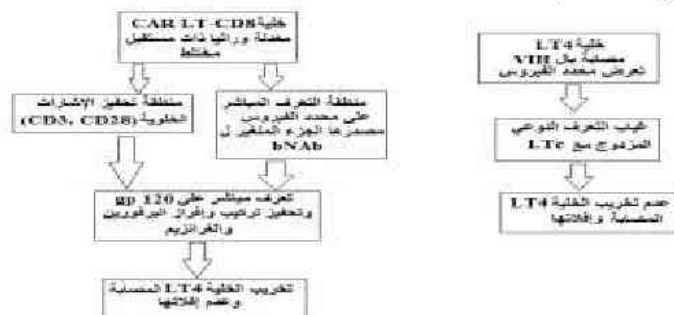 خلية CAR LT-CD8
معدلة وراثيا ذات مستقبل
مختلط
منطقة تحفيز الإشارات
الخلوية (CD3، CD28)
منطقة التعرف المباشر
على محدد الفيروس
مصدرها الجزء المتغير ل
bNAb
تعرف مباشر على gp 120
وتحفيز تركيب وإفراز البرفورين
والغرانزيم
تخريب الخلية LT4 المصابة
وعدم إفلاتها
خلية LT4
مصابة بال VIH
تعرض محدد الفيروس
غياب التعرف النوعي
المزدوج مع LTc
عدم تخريب الخلية LT4
المصابة وإفلاتها